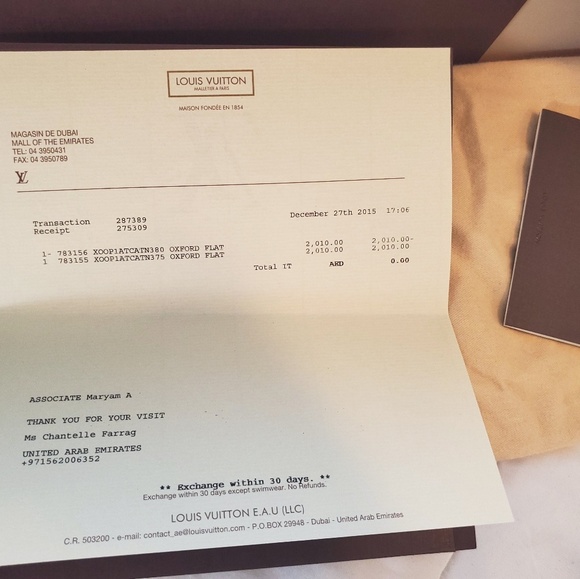 LOUIS VUITTON
MALLETIER À PARIS
MAISON FONDÉE EN 1854
MAGASIN DE DUBAI
MALL OF THE EMIRATES
TEL: 04 3950431
FAX: 04 3950789
LV
Transaction 287389 December 27th 2015 17:06
Receipt 275309
1- 783156 XOOP1ATCATN380 OXFORD FLAT 2,010.00 2,010.00-
1 783155 XOOP1ATCATN375 OXFORD FLAT 2,010.00 2,010.00
Total IT AED 0.00
ASSOCIATE Maryam A
THANK YOU FOR YOUR VISIT
Ms Chantelle Farrag
UNITED ARAB EMIRATES
+971562006352
** Exchange within 30 days. **
Exchange within 30 days except swimwear. No Refunds.
LOUIS VUITTON E.A.U (LLC)
C.R. 503200 - e-mail: contact_ae@louisvuitton.com - P.O.BOX 29948 - Dubai - United Arab Emirates